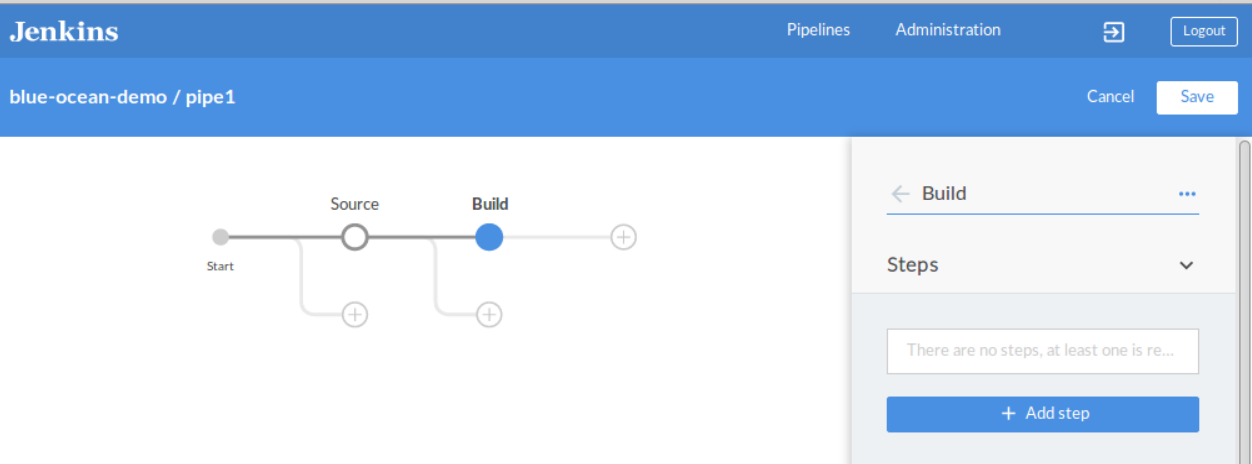 Jenkins
Pipelines Administration Logout
blue-ocean-demo / pipe1
Cancel Save
Source Build
Start
Build
Steps
There are no steps, at least one is re...
+ Add step